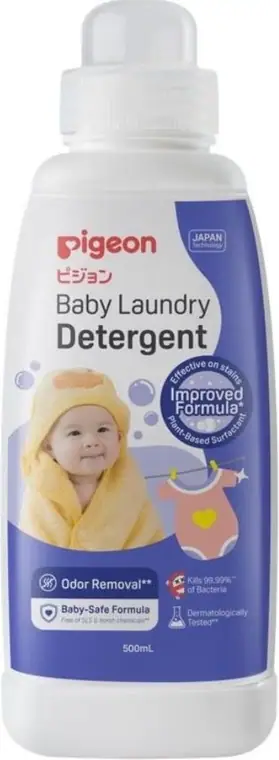 pigeon
ピジョン
JAPAN
Technology
Baby Laundry
Detergent
Effective on stains
Improved
Formula*
Plant-Based Surfactant
Odor Removal**
Baby-Safe Formula
Free of SLS & harsh chemicals**
Kills 99.99%**
of Bacteria
Dermatologically
Tested**
500mL